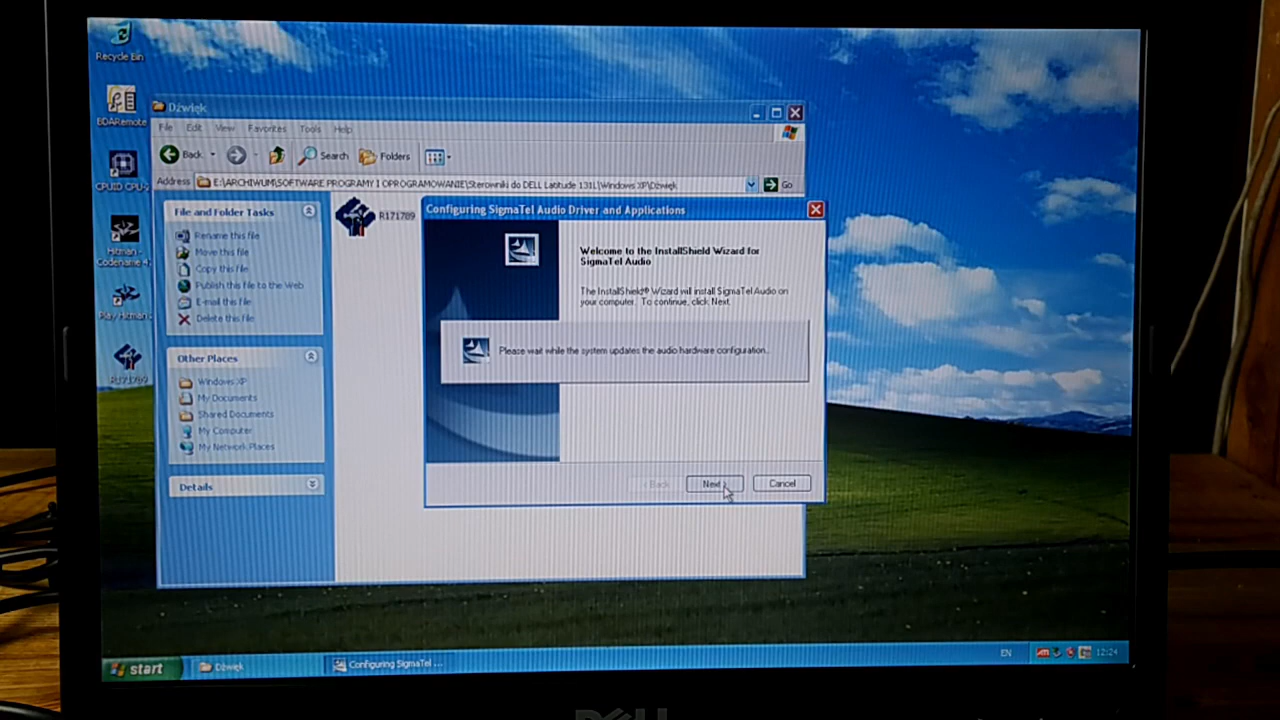 Recycle Bin
BDARemote
CPUID CPU-Z
Hitman -
Codename 4
Play Hitman
R171789
Dźwięk
File Edit View Favorites Tools Help
Back Search Folders
Address E:\ARCHIWUM\SOFTWARE PROGRAMY I OPROGRAMOWANIE\Sterowniki do DELL Latitude 131L\Windows XP\Dźwięk Go
File and Folder Tasks
Rename this file
Move this file
Copy this file
Publish this file to the Web
E-mail this file
Delete this file
Other Places
Windows XP
My Documents
Shared Documents
My Computer
My Network Places
Details
R171789
Configuring SigmaTel Audio Driver and Applications
Welcome to the InstallShield Wizard for
SigmaTel Audio
The InstallShield® Wizard will install SigmaTel Audio on
your computer. To continue, click Next.
Please wait while the system updates the audio hardware configuration..
< Back Next > Cancel
start Dźwięk Configuring SigmaTel ... EN ATI 12:24
DELL